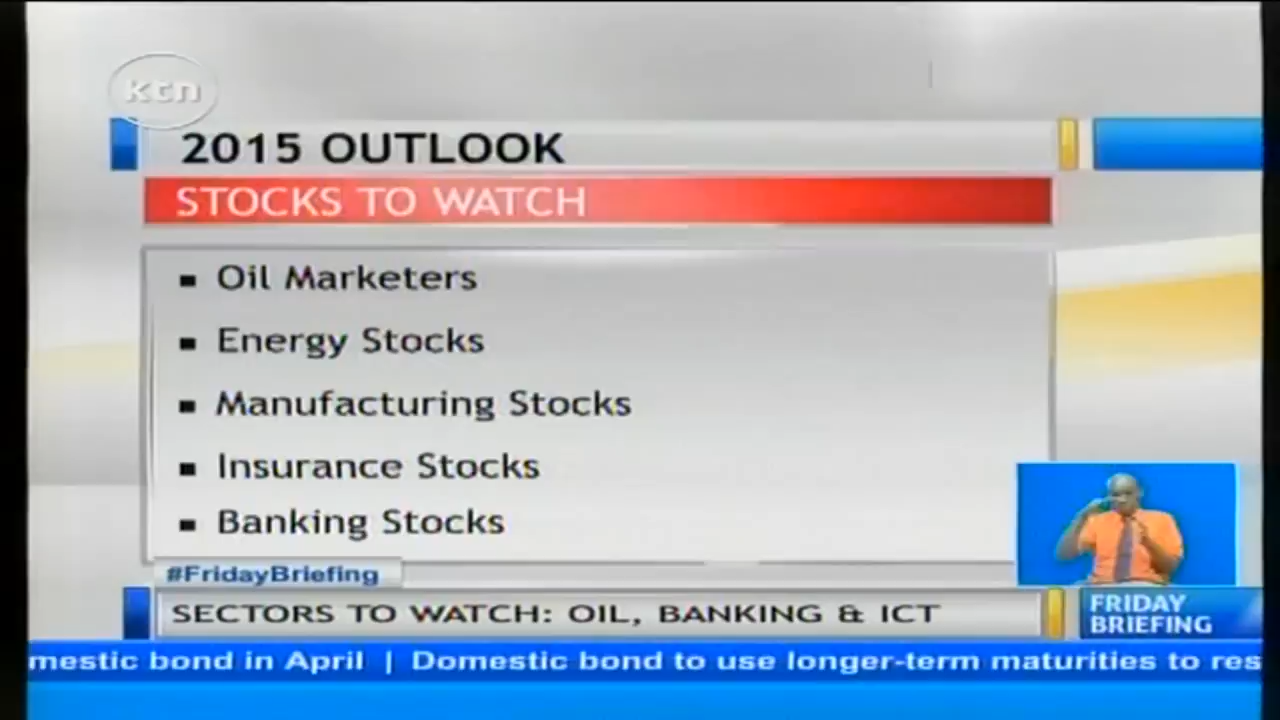 ktn
2015 OUTLOOK
STOCKS TO WATCH
▪ Oil Marketers
▪ Energy Stocks
▪ Manufacturing Stocks
▪ Insurance Stocks
▪ Banking Stocks
#FridayBriefing
SECTORS TO WATCH: OIL, BANKING & ICT
FRIDAY
BRIEFING
mestic bond in April | Domestic bond to use longer-term maturities to res